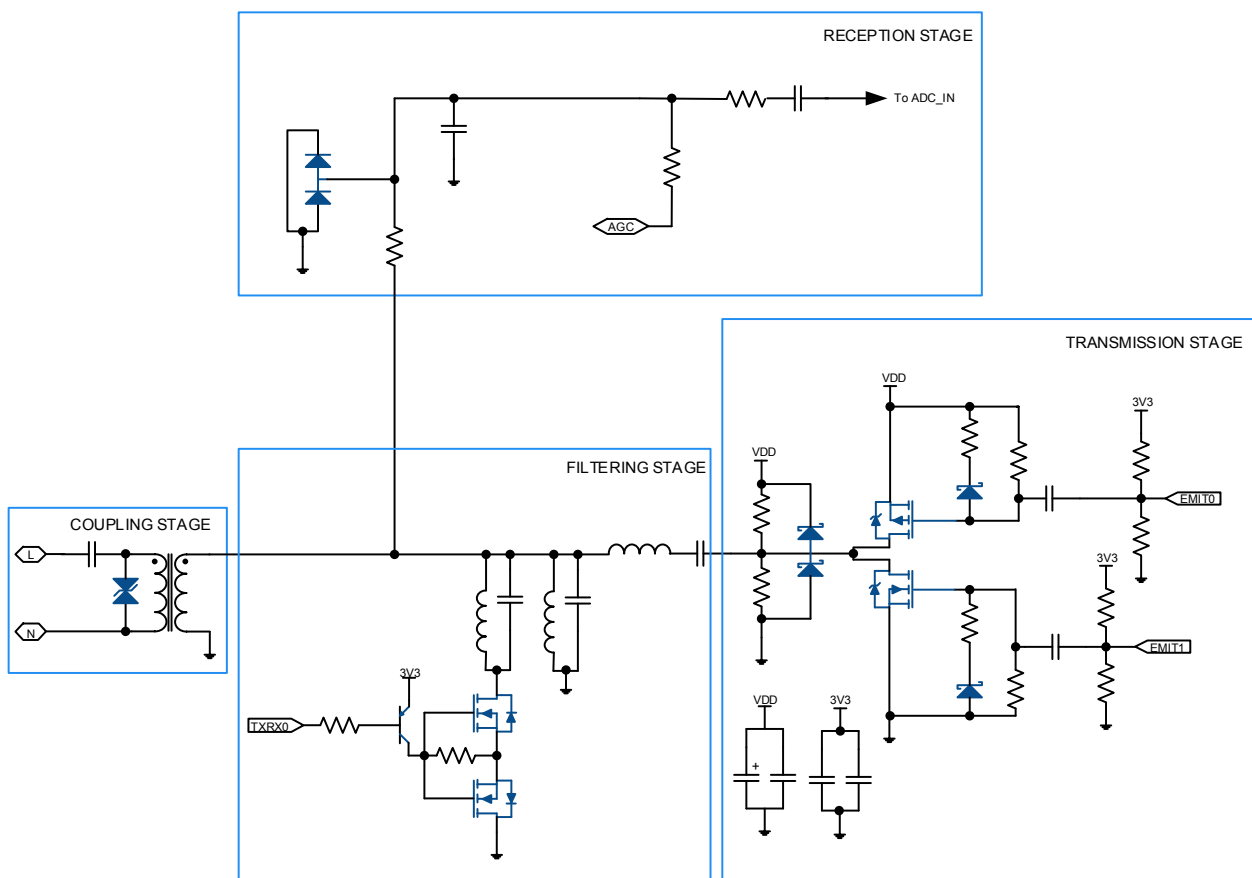 RECEPTION STAGE
To ADC_IN
AGC
TRANSMISSION STAGE
VDD
3V3
EMIT0
VDD
FILTERING STAGE
COUPLING STAGE
L
N
3V3
EMIT1
3V3
TXRX0
VDD
3V3
+